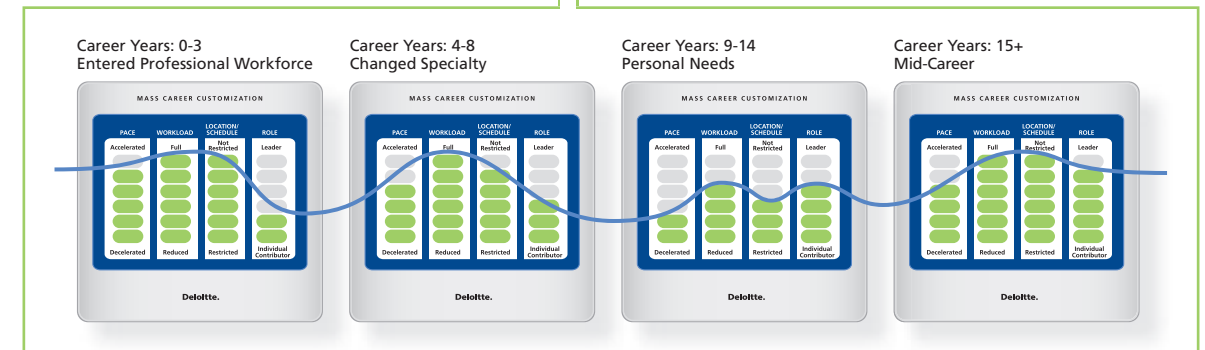 Career Years: 0-3
Entered Professional Workforce
MASS CAREER CUSTOMIZATION
PACE WORKLOAD LOCATION/ SCHEDULE ROLE
Accelerated Full Not Restricted Leader
Decelerated Reduced Restricted Individual Contributor
Deloitte.
Career Years: 4-8
Changed Specialty
MASS CAREER CUSTOMIZATION
PACE WORKLOAD LOCATION/ SCHEDULE ROLE
Accelerated Full Not Restricted Leader
Decelerated Reduced Restricted Individual Contributor
Deloitte.
Career Years: 9-14
Personal Needs
MASS CAREER CUSTOMIZATION
PACE WORKLOAD LOCATION/ SCHEDULE ROLE
Accelerated Full Not Restricted Leader
Decelerated Reduced Restricted Individual Contributor
Deloitte.
Career Years: 15+
Mid-Career
MASS CAREER CUSTOMIZATION
PACE WORKLOAD LOCATION/ SCHEDULE ROLE
Accelerated Full Not Restricted Leader
Decelerated Reduced Restricted Individual Contributor
Deloitte.